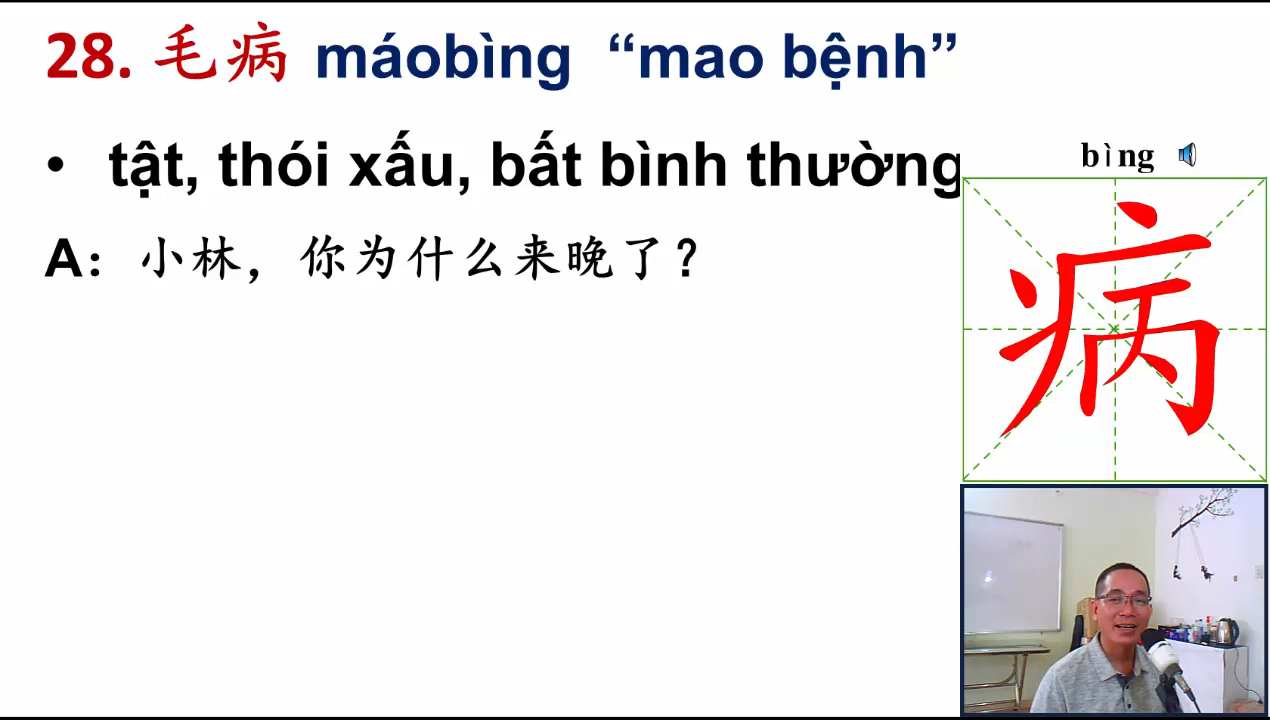 28. 毛病 máobìng “mao bệnh”
• tật, thói xấu, bất bình thường
A：小林，你为什么来晚了？
bìng
病